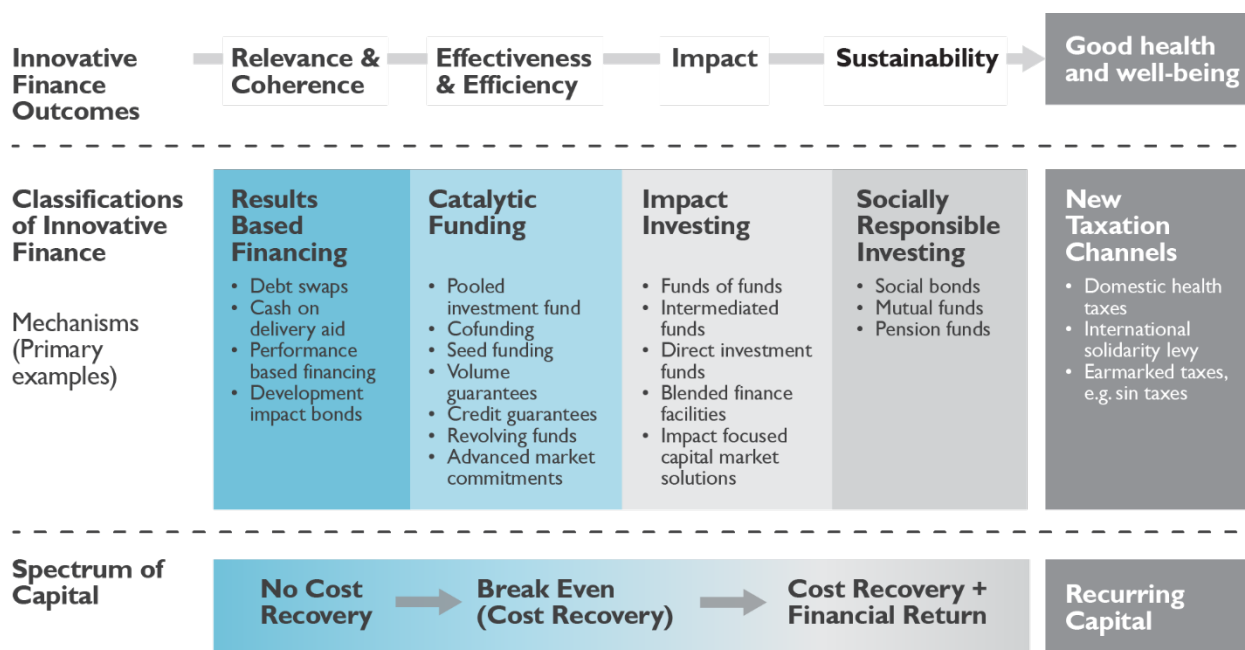 Innovative
Finance
Outcomes
Relevance &
Coherence
Effectiveness
& Efficiency
Impact
Sustainability
Good health
and well-being
Classifications
of Innovative
Finance
Mechanisms
(Primary
examples)
Results
Based
Financing
• Debt swaps
• Cash on
delivery aid
• Performance
based financing
• Development
impact bonds
Catalytic
Funding
• Pooled
investment fund
• Cofunding
• Seed funding
• Volume
guarantees
• Credit guarantees
• Revolving funds
• Advanced market
commitments
Impact
Investing
• Funds of funds
• Intermediated
funds
• Direct investment
funds
• Blended finance
facilities
• Impact focused
capital market
solutions
Socially
Responsible
Investing
• Social bonds
• Mutual funds
• Pension funds
New
Taxation
Channels
• Domestic health
taxes
• International
solidarity levy
• Earmarked taxes,
e.g. sin taxes
Spectrum of
Capital
No Cost
Recovery
Break Even
(Cost Recovery)
Cost Recovery +
Financial Return
Recurring
Capital